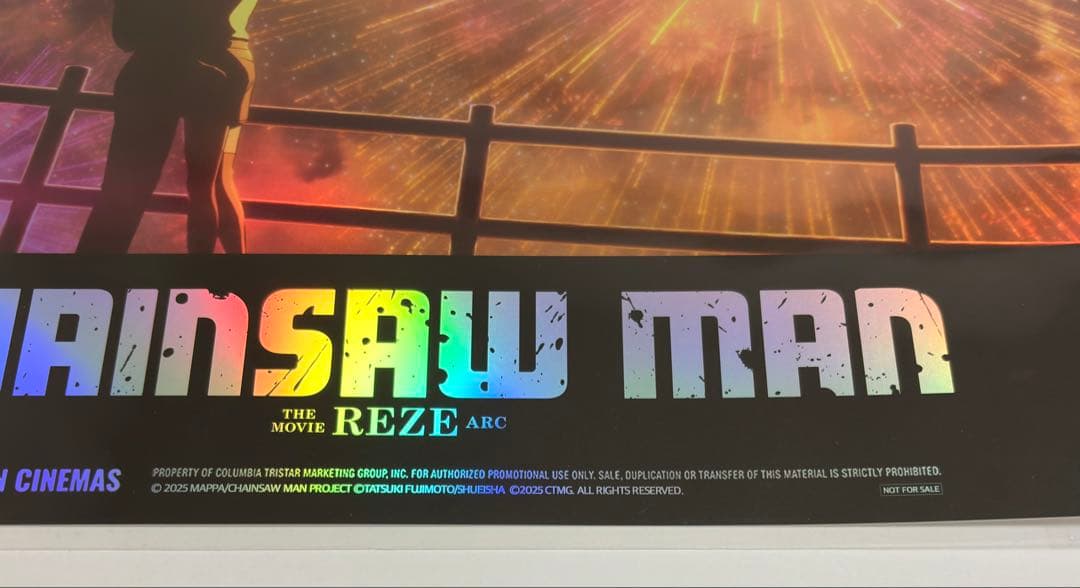 AINSAW MAN
THE MOVIE REZE ARC
CINEMAS
PROPERTY OF COLUMBIA TRISTAR MARKETING GROUP, INC. FOR AUTHORIZED PROMOTIONAL USE ONLY. SALE, DUPLICATION OR TRANSFER OF THIS MATERIAL IS STRICTLY PROHIBITED.
© 2025 MAPPA/CHAINSAW MAN PROJECT ©TATSUKI FUJIMOTO/SHUEISHA ©2025 CTMG. ALL RIGHTS RESERVED.
NOT FOR SALE